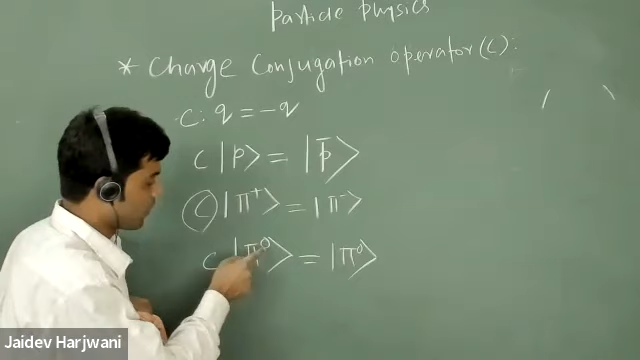 Particle Physics
* Charge Conjugation operator (C):
C: q = -q
C |p> = |p̅>
C |π⁺> = |π⁻>
C |π⁰> = |π⁰>
Jaidev Harjwani